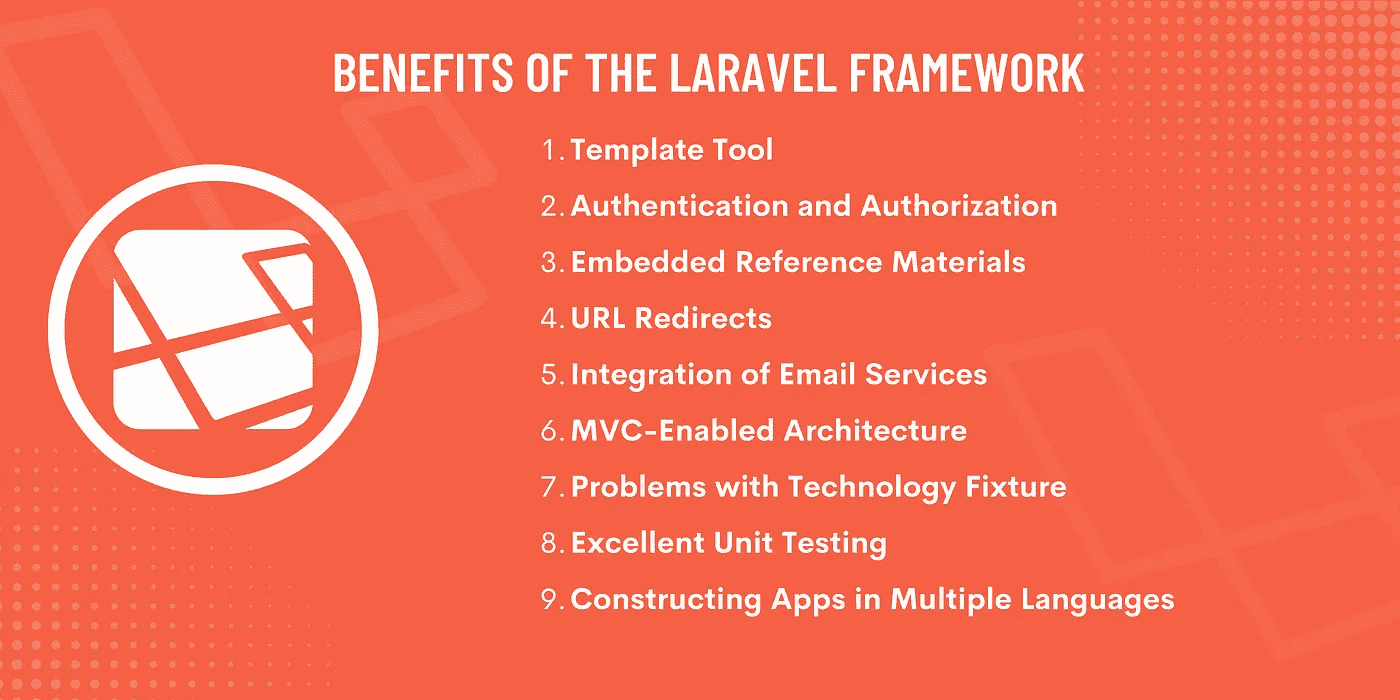 BENEFITS OF THE LARAVEL FRAMEWORK
1. Template Tool
2. Authentication and Authorization
3. Embedded Reference Materials
4. URL Redirects
5. Integration of Email Services
6. MVC-Enabled Architecture
7. Problems with Technology Fixture
8. Excellent Unit Testing
9. Constructing Apps in Multiple Languages